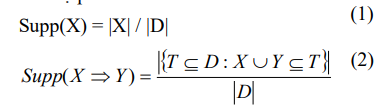 (1)
Supp(X) = |X| / |D|
Supp(X ⇒ Y) = |{T ⊆ D : X ∪ Y ⊆ T}| / |D| (2)